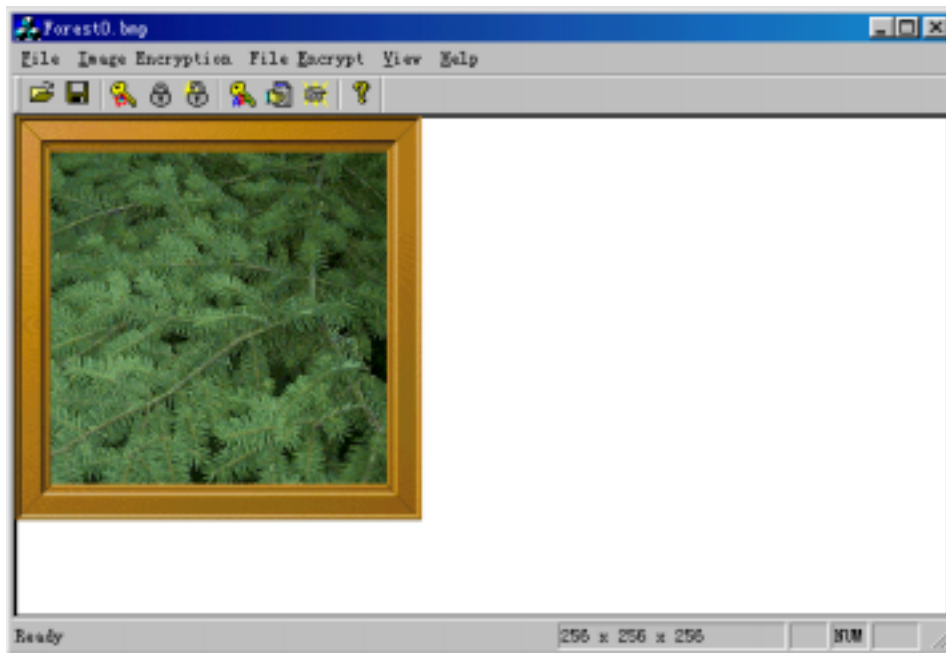 Forest0.bmp
File Image Encryption File Encrypt View Help
Ready 256 x 256 x 256 NUM